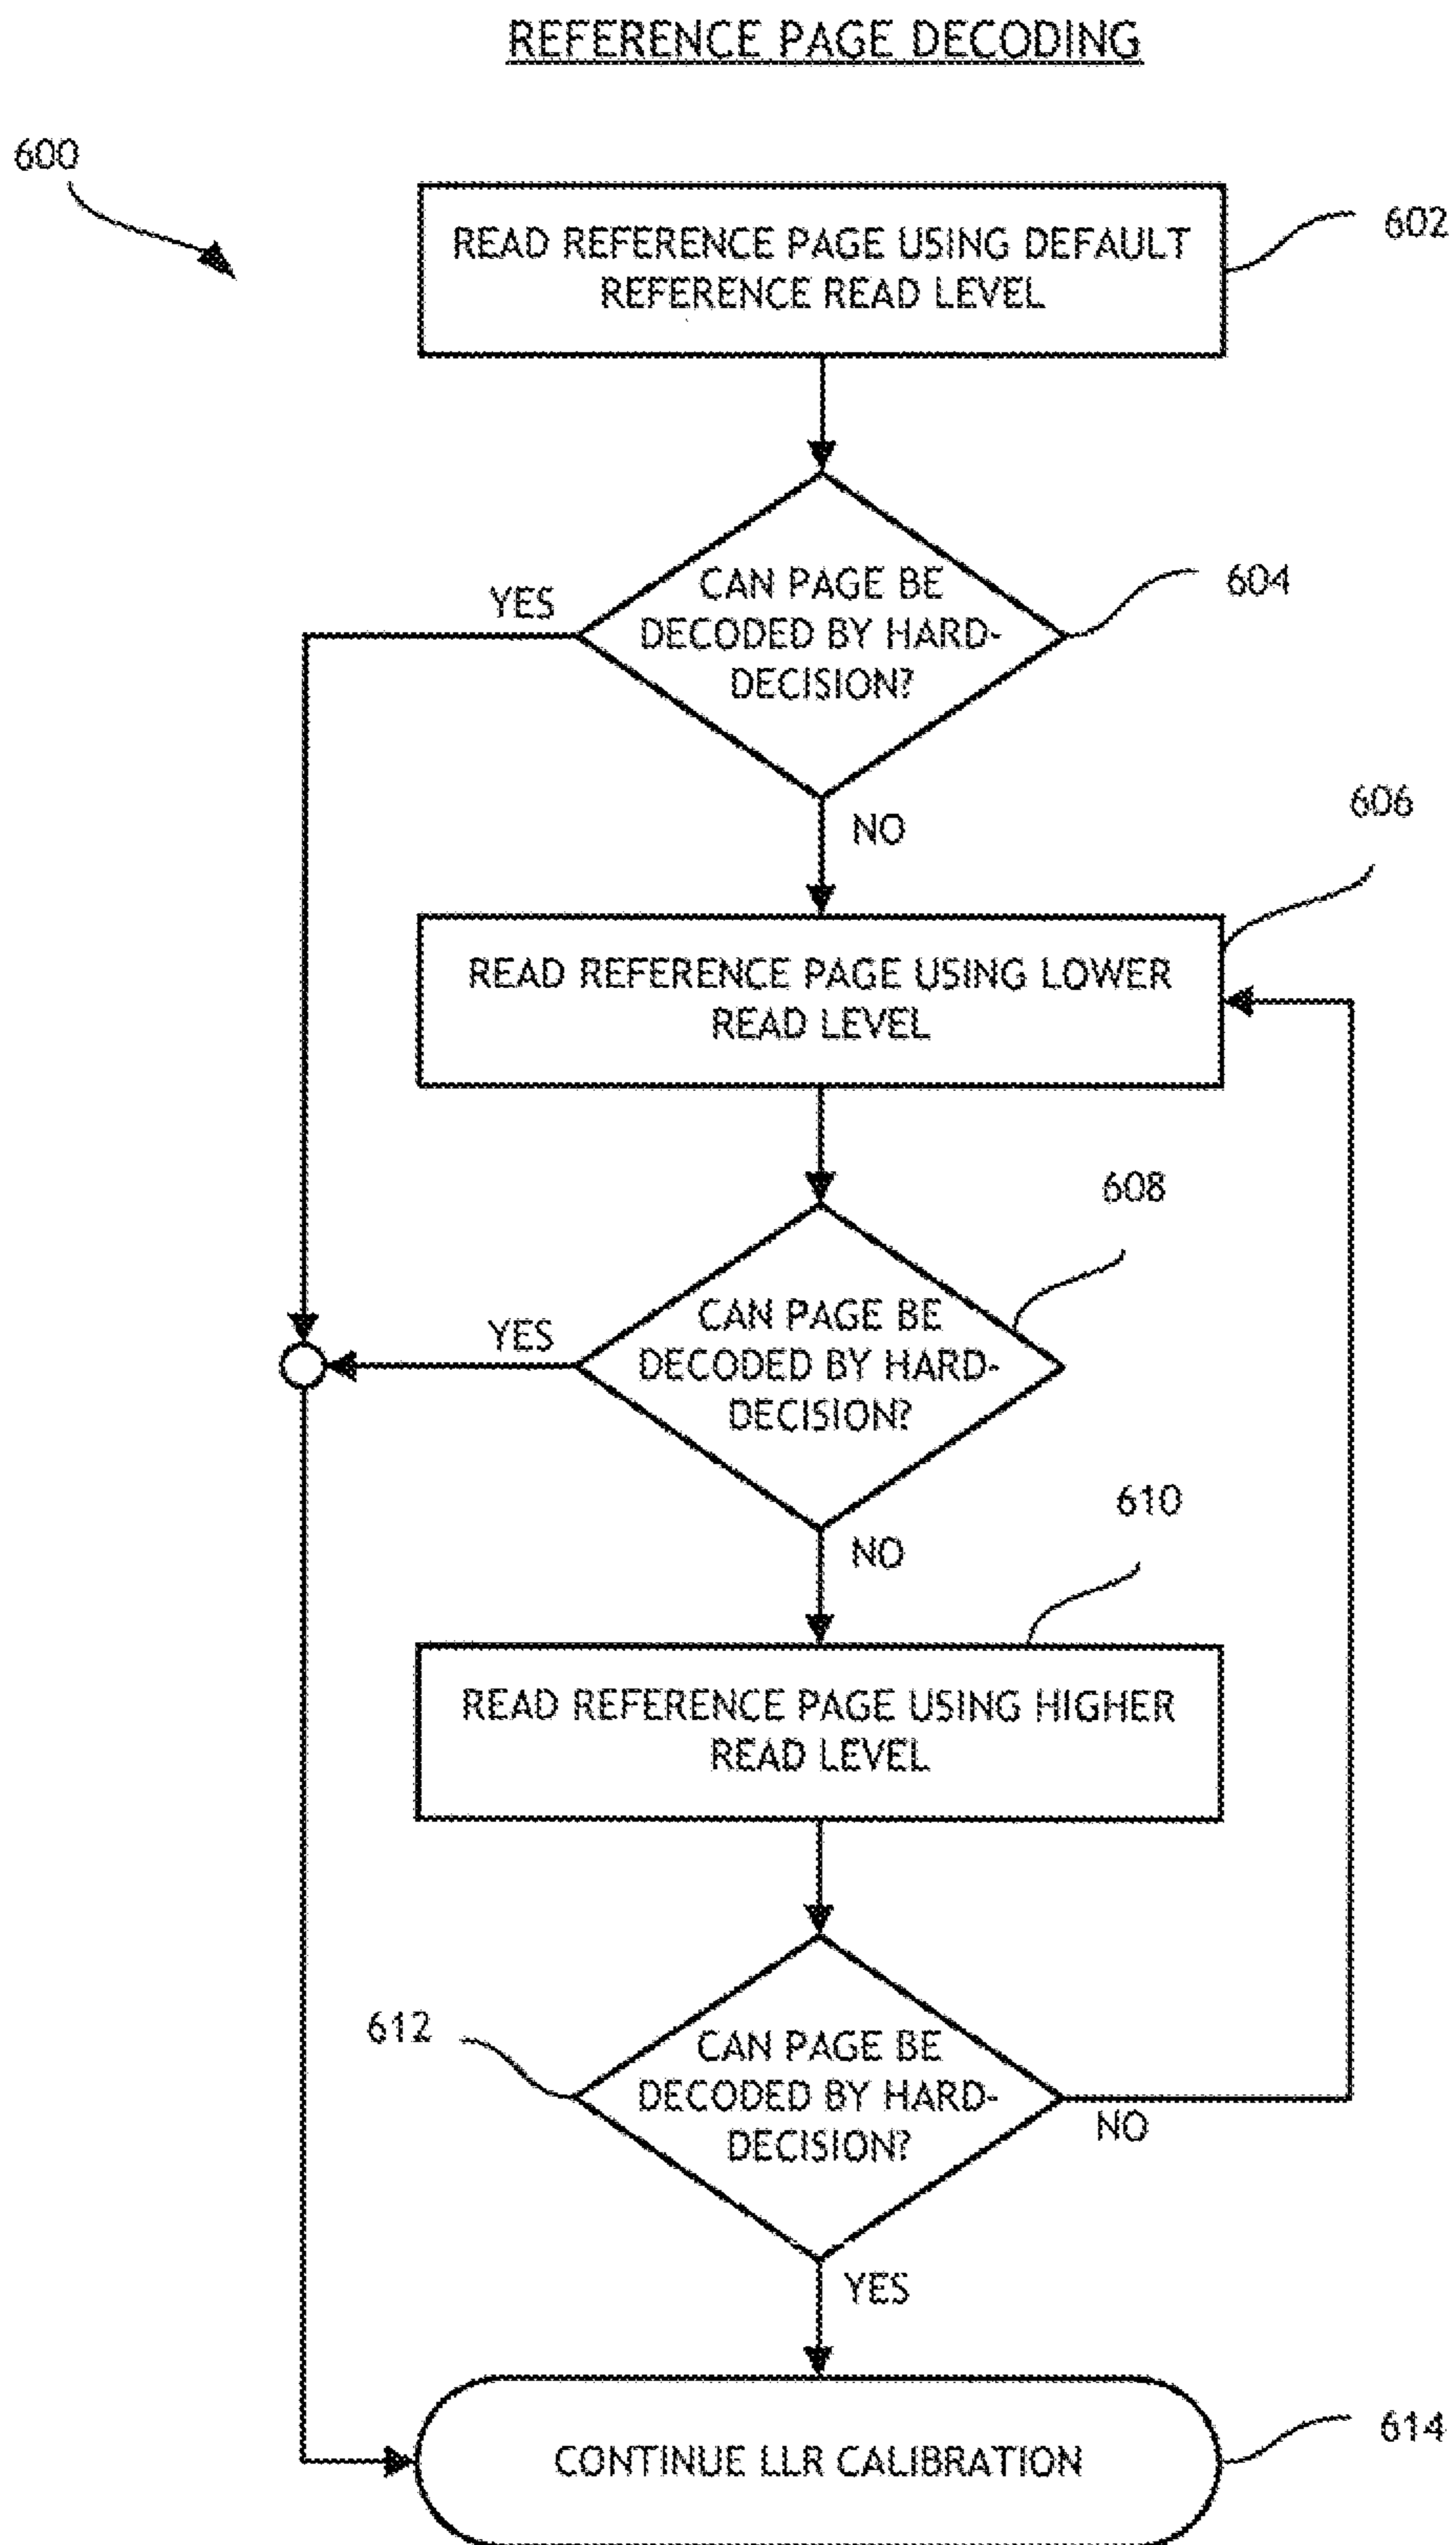 REFERENCE PAGE DECODING
600
READ REFERENCE PAGE USING DEFAULT
REFERENCE READ LEVEL
602
CAN PAGE BE
DECODED BY HARD-
DECISION?
604
YES
NO
606
READ REFERENCE PAGE USING LOWER
READ LEVEL
608
CAN PAGE BE
DECODED BY HARD-
DECISION?
YES
NO
610
READ REFERENCE PAGE USING HIGHER
READ LEVEL
612
CAN PAGE BE
DECODED BY HARD-
DECISION?
NO
YES
CONTINUE LLR CALIBRATION
614